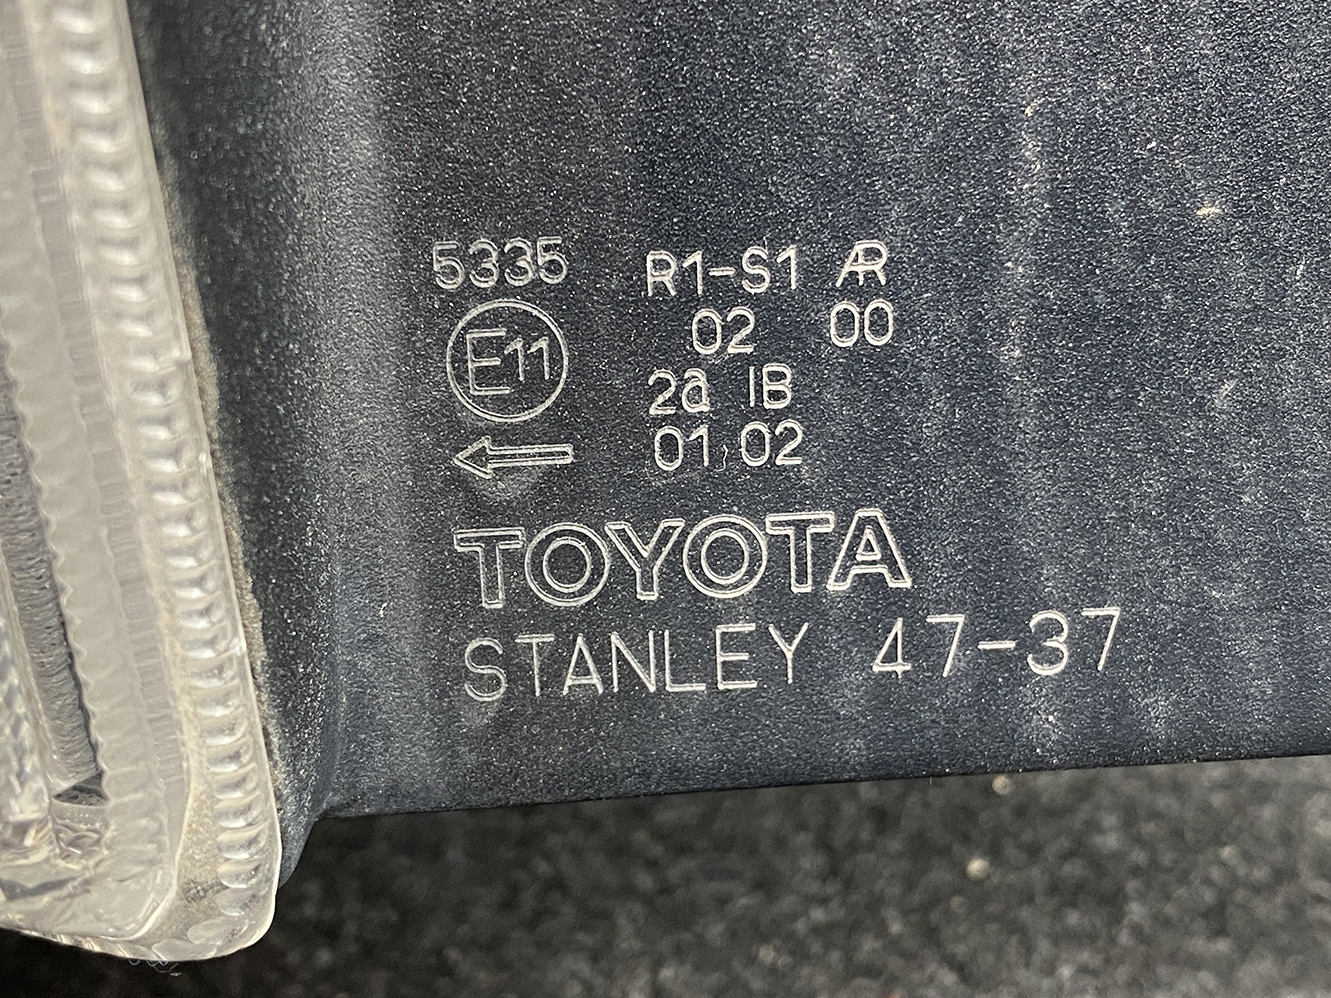 5335 R1-S1 AR
E11 02 00
2a IB
01 02
TOYOTA
STANLEY 47-37